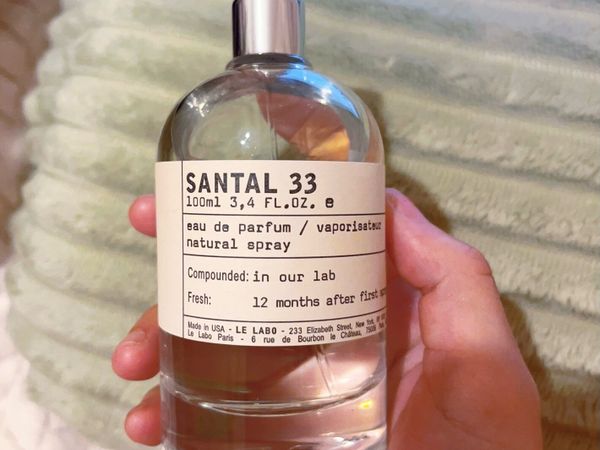 SANTAL 33
100ml 3,4 FL.OZ. e
eau de parfum / vaporisateur
natural spray
Compounded: in our lab
Fresh: 12 months after first
Made in USA - LE LABO - 233 Elizabeth Street, New York, NY
Le Labo Paris - 6 rue de Bourbon le Château, 75006